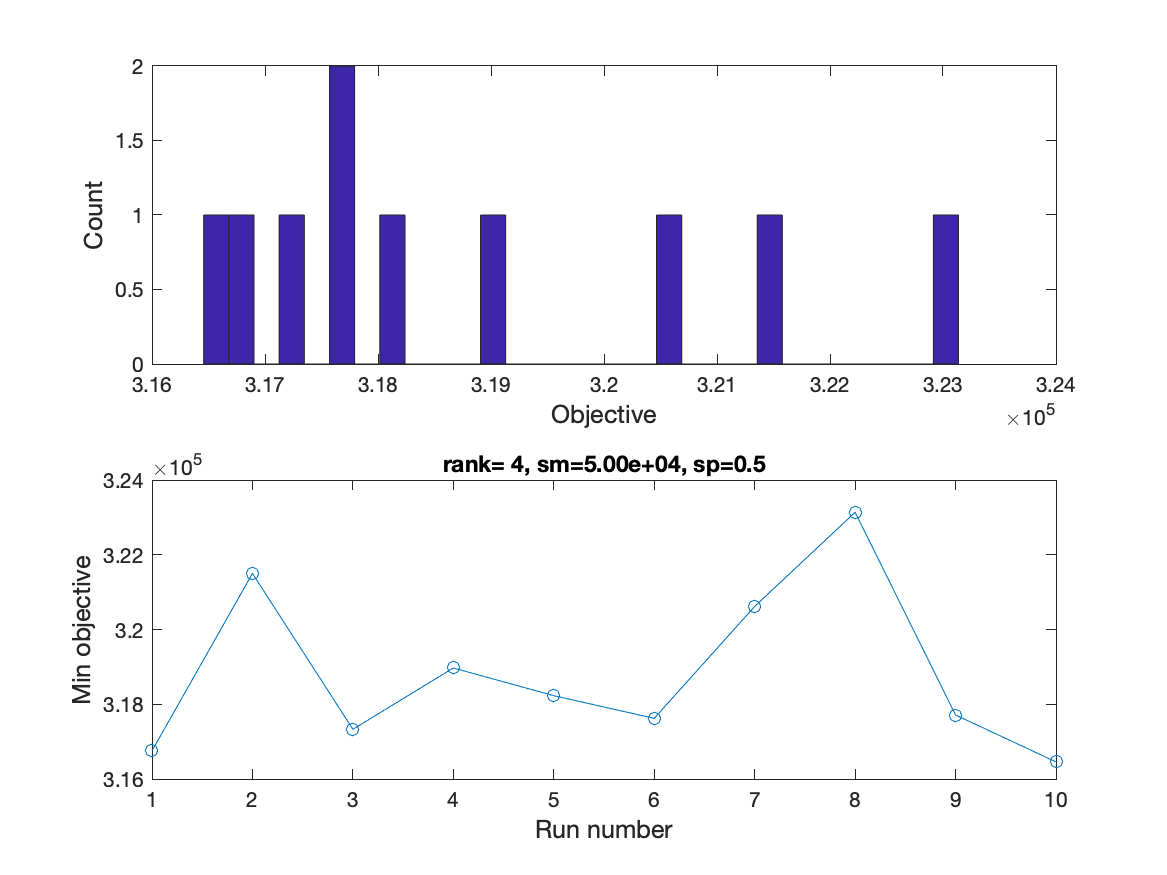 2
1.5
Count
1
0.5
0
3.16 3.17 3.18 3.19 3.2 3.21 3.22 3.23 3.24
Objective
×10^5
rank= 4, sm=5.00e+04, sp=0.5
×10^5
3.24
3.22
Min objective
3.2
3.18
3.16
1 2 3 4 5 6 7 8 9 10
Run number